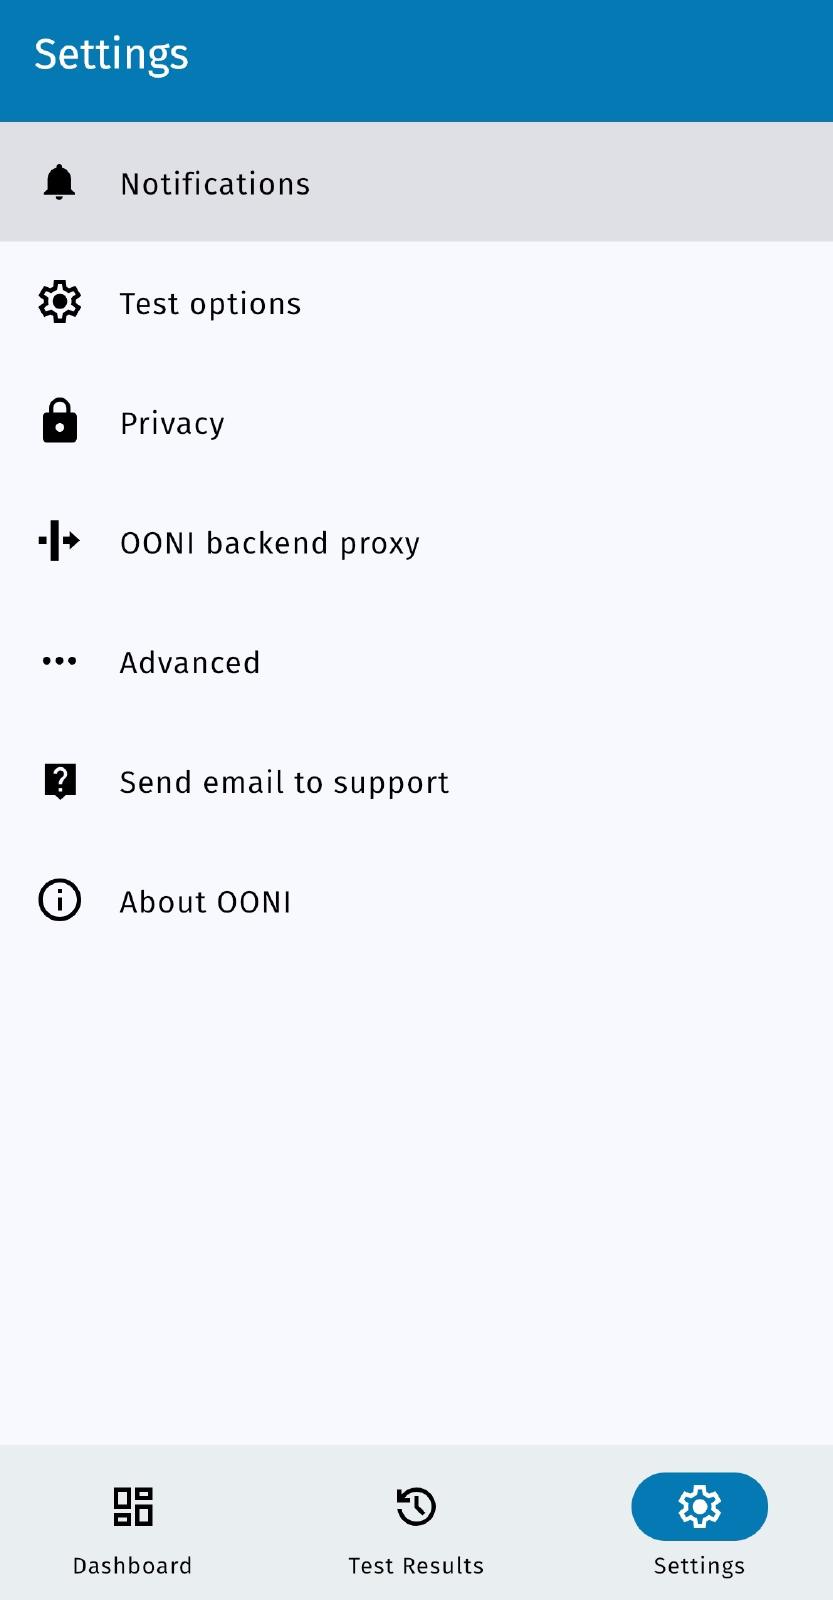 Settings
Notifications
Test options
Privacy
OONI backend proxy
Advanced
Send email to support
About OONI
Dashboard
Test Results
Settings